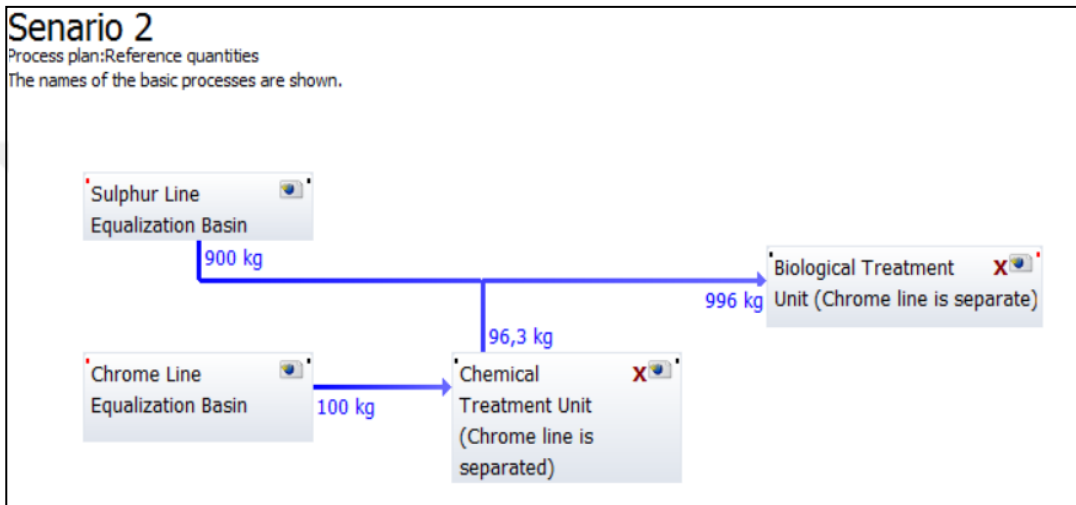 Senario 2
Process plan:Reference quantities
The names of the basic processes are shown.
Sulphur Line
Equalization Basin
900 kg
Biological Treatment
X
Unit (Chrome line is separate)
996 kg
96,3 kg
Chrome Line
Equalization Basin
100 kg
Chemical
X
Treatment Unit
(Chrome line is
separated)